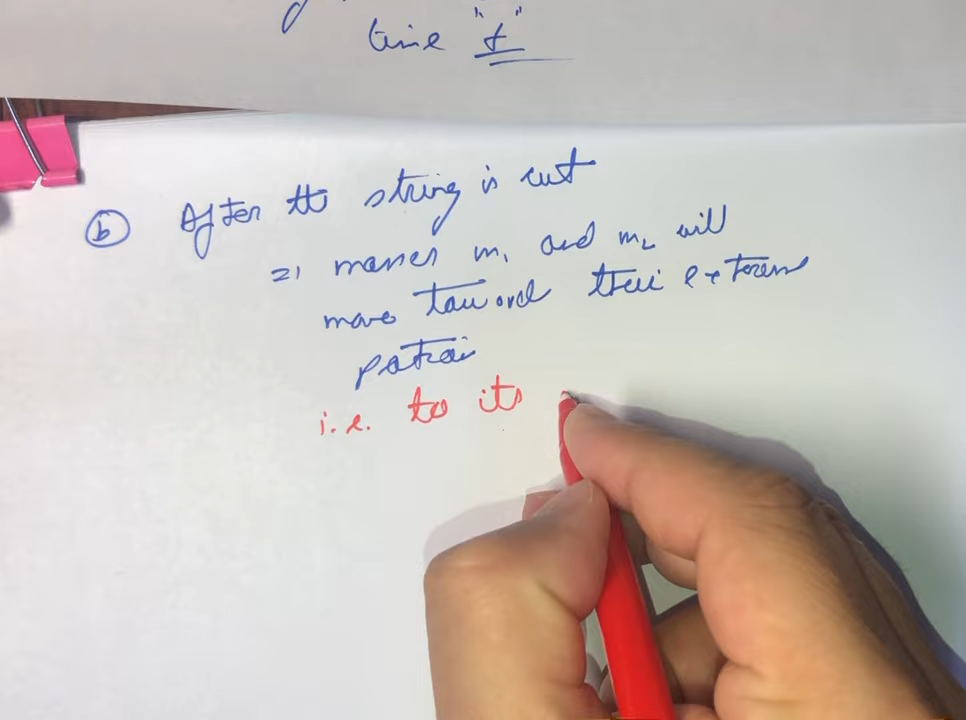 time "t"
(b) After the string is cut
=) masses m₁ and m₂ will
move toward their extreme
position
i.e. to its